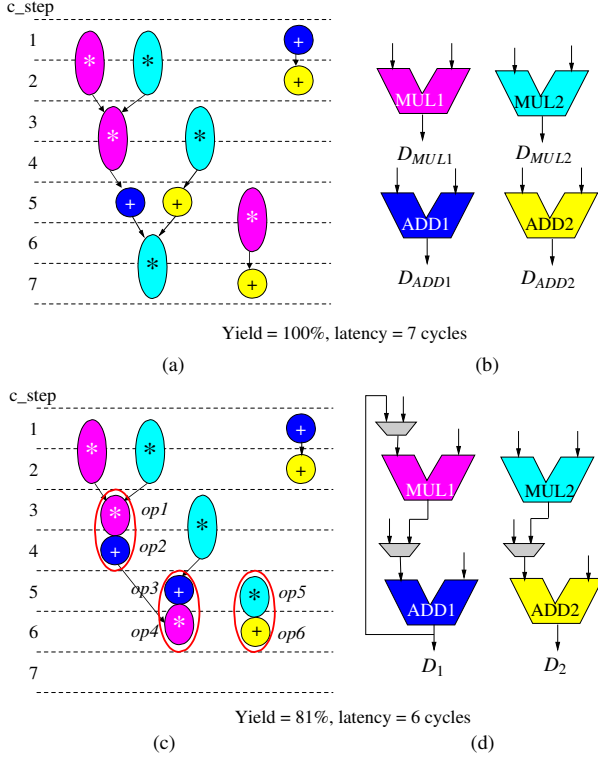 c_step
1
+
*
*
2
+
MUL1
MUL2
3
*
*
4
D_MUL1
D_MUL2
5
+
+
*
ADD1
ADD2
6
*
7
+
D_ADD1
D_ADD2
Yield = 100%, latency = 7 cycles
(a)
(b)
c_step
1
+
*
*
2
+
MUL1
MUL2
3
* op1
*
4
+ op2
5
op3 +
* op5
ADD1
ADD2
6
op4 *
+ op6
7
D_1
D_2
Yield = 81%, latency = 6 cycles
(c)
(d)